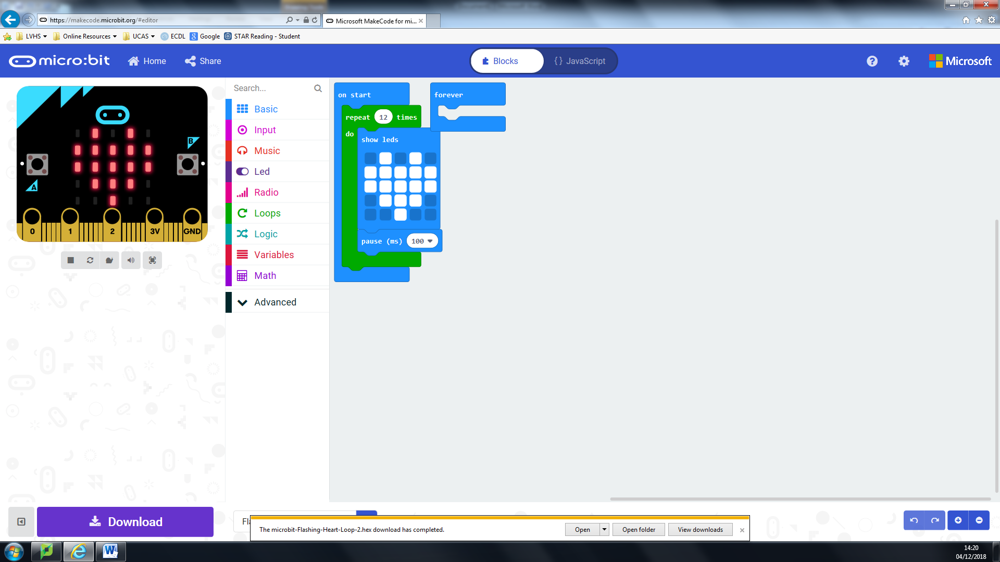 https://makecode.microbit.org/#editor
Microsoft MakeCode for mi...
LVHS
Online Resources
UCAS
ECDL
Google
STAR Reading - Student
micro:bit
Home
Share
Blocks
{} JavaScript
?
Microsoft
B
A
0
1
2
3V
GND
Search...
Basic
Input
Music
Led
Radio
Loops
Logic
Variables
Math
Advanced
on start
repeat 12 times
do
show leds
pause (ms) 100
forever
Download
The microbit-Flashing-Heart-Loop-2.hex download has completed.
Open
Open folder
View downloads
14:20
04/12/2018